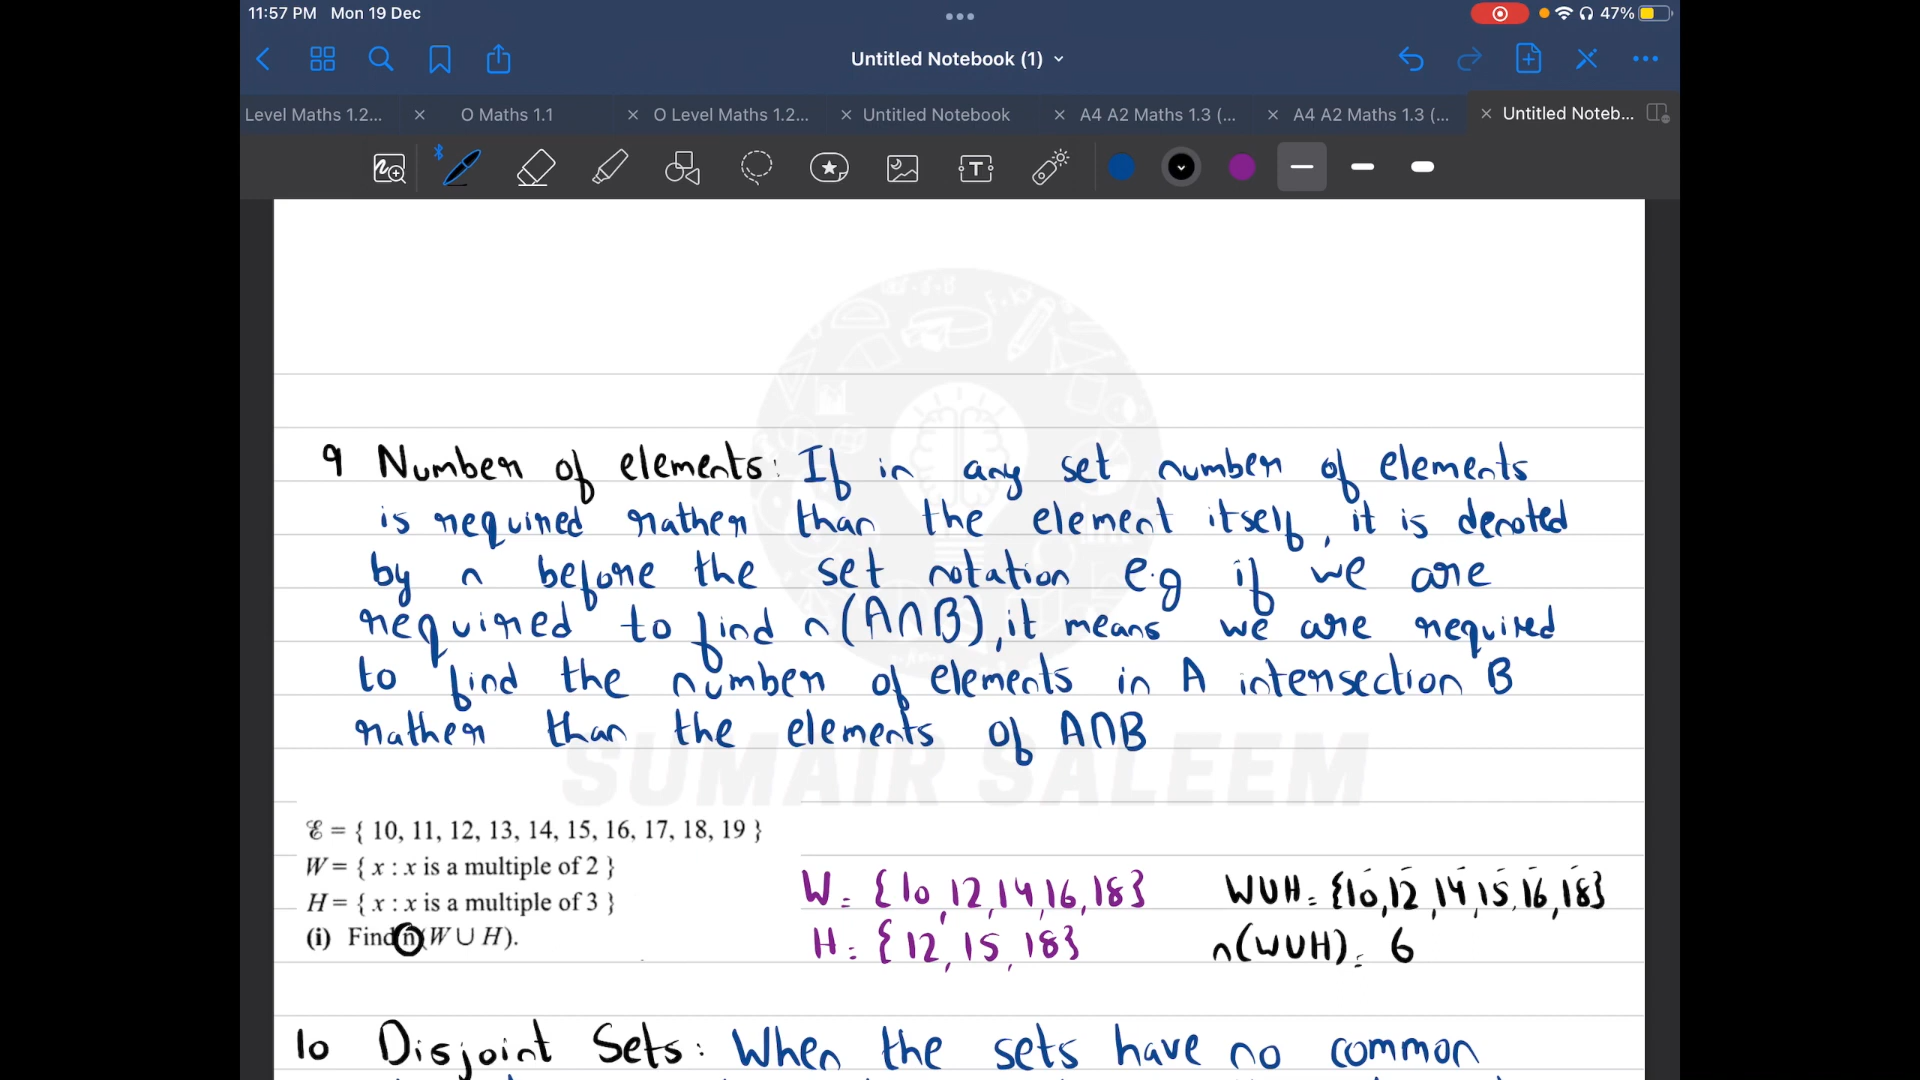 11:57 PM Mon 19 Dec
47%
Untitled Notebook (1)
Level Maths 1.2...
O Maths 1.1
O Level Maths 1.2...
Untitled Notebook
A4 A2 Maths 1.3 (...
A4 A2 Maths 1.3 (...
Untitled Noteb...
9 Number of elements: If in any set number of elements
is required rather than the element itself, it is denoted
by n before the set notation e.g if we are
required to find n(A∩B), it means we are required
to find the number of elements in A intersection B
rather than the elements of A∩B
SUMAIR SALEEM
ℰ = { 10, 11, 12, 13, 14, 15, 16, 17, 18, 19 }
W = { x : x is a multiple of 2 }
H = { x : x is a multiple of 3 }
(i) Find n(W ∪ H).
W = {10, 12, 14, 16, 18}
H = {12, 15, 18}
W∪H = {10, 12, 14, 15, 16, 18}
n(W∪H) = 6
10 Disjoint Sets: When the sets have no common